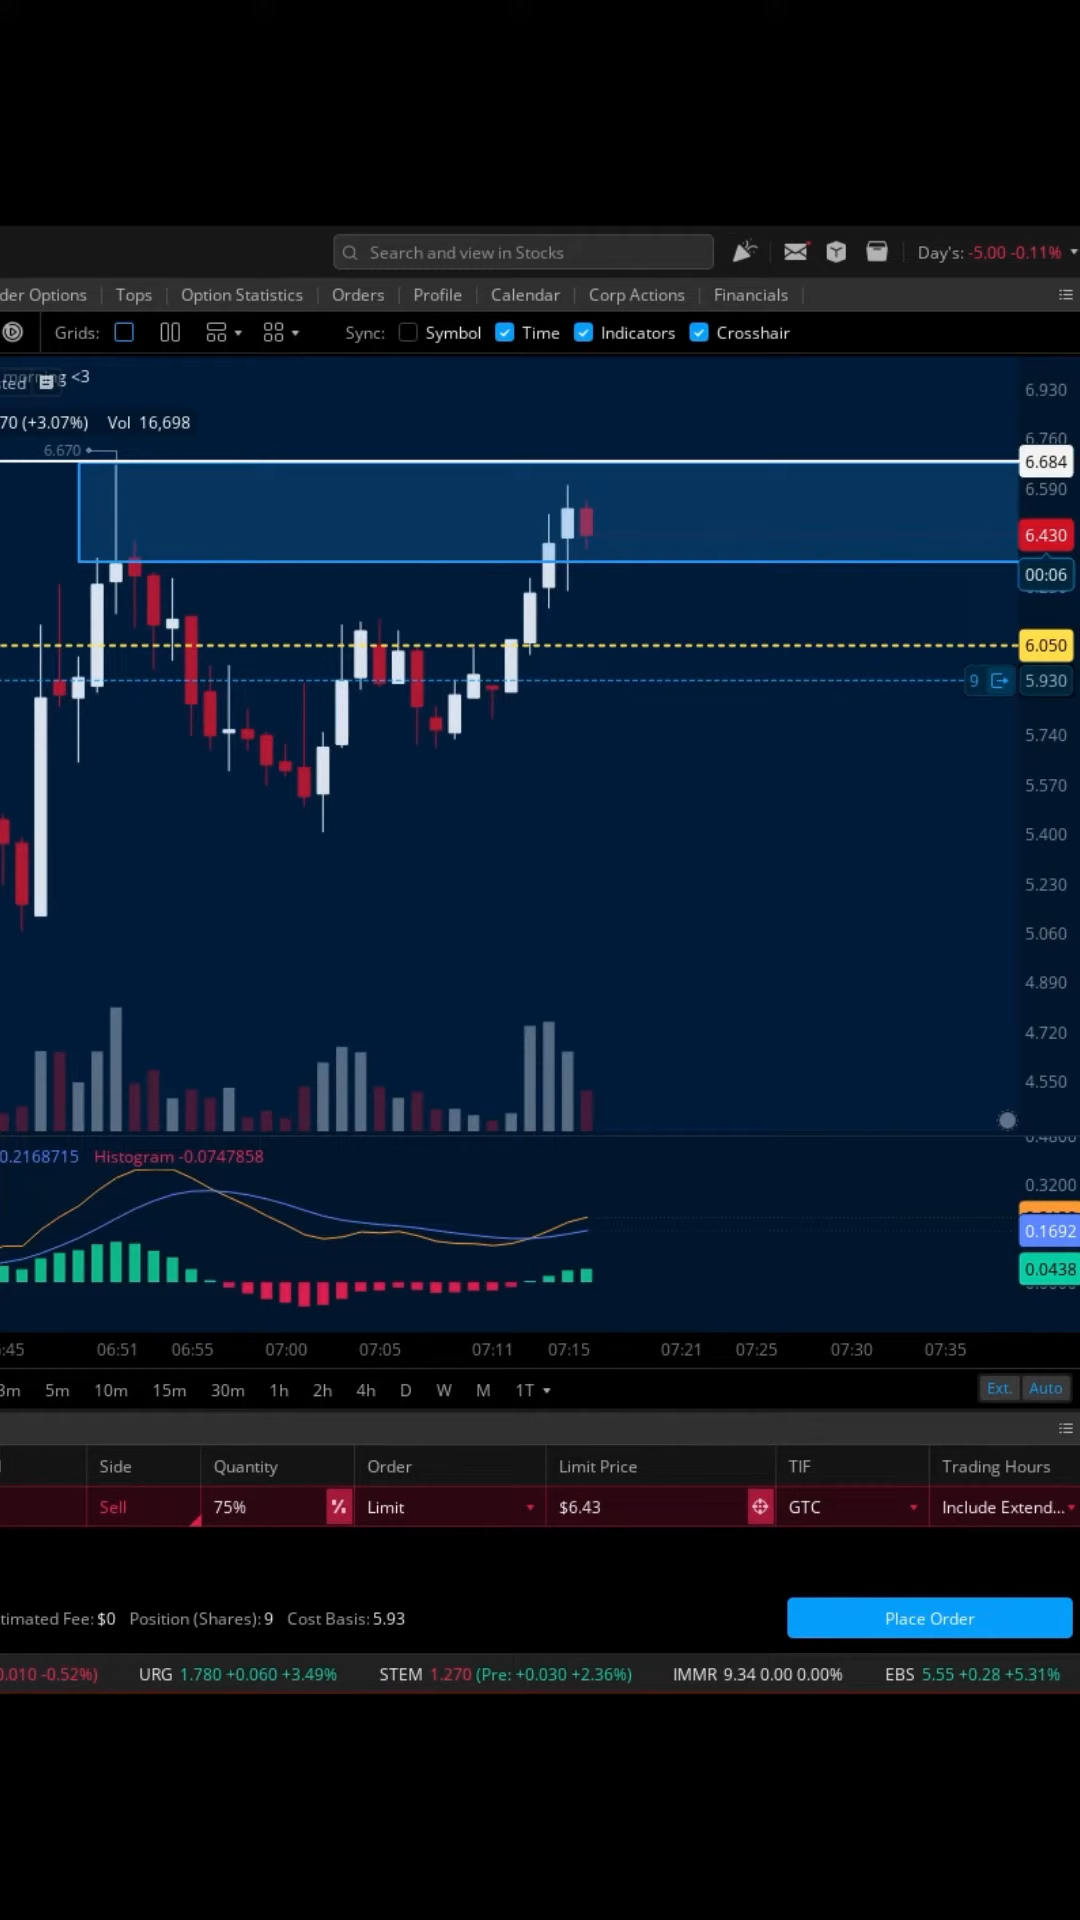 Search and view in Stocks
Day's: -5.00 -0.11%
der Options Tops Option Statistics Orders Profile Calendar Corp Actions Financials
Grids: Sync: Symbol Time Indicators Crosshair
morning <3
ted
70 (+3.07%) Vol 16,698
6.670
6.930
6.760
6.684
6.590
6.430
00:06
6.050
9 5.930
5.740
5.570
5.400
5.230
5.060
4.890
4.720
4.550
0.4800
0.2168715 Histogram -0.0747858
0.3200
0.1692
0.0438
:45 06:51 06:55 07:00 07:05 07:11 07:15 07:21 07:25 07:30 07:35
3m 5m 10m 15m 30m 1h 2h 4h D W M 1T Ext. Auto
Side Quantity Order Limit Price TIF Trading Hours
Sell 75% % Limit $6.43 GTC Include Extend...
timated Fee: $0 Position (Shares): 9 Cost Basis: 5.93 Place Order
0.010 -0.52%) URG 1.780 +0.060 +3.49% STEM 1.270 (Pre: +0.030 +2.36%) IMMR 9.34 0.00 0.00% EBS 5.55 +0.28 +5.31%